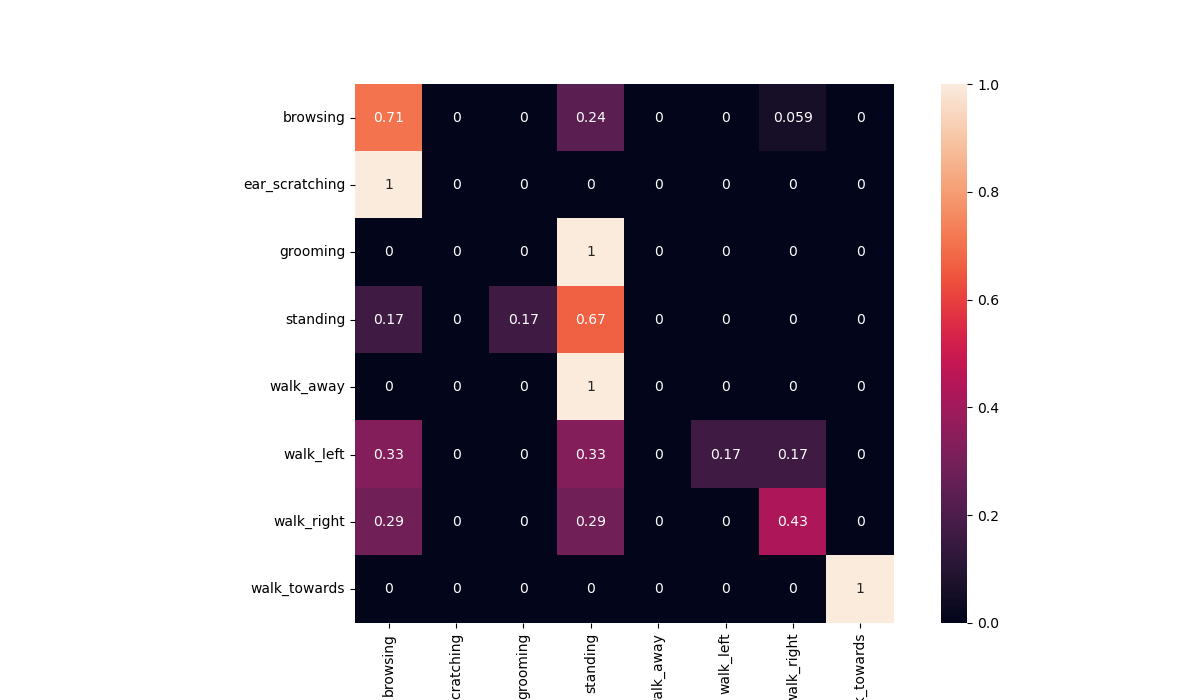 1.0
browsing 0.71 0 0 0.24 0 0 0.059 0
ear_scratching 1 0 0 0 0 0 0 0
0.8
grooming 0 0 0 1 0 0 0 0
0.6
standing 0.17 0 0.17 0.67 0 0 0 0
walk_away 0 0 0 1 0 0 0 0
0.4
walk_left 0.33 0 0 0.33 0 0.17 0.17 0
0.2
walk_right 0.29 0 0 0.29 0 0 0.43 0
walk_towards 0 0 0 0 0 0 0 1
0.0
browsing
cratching
grooming
standing
alk_away
walk_left
walk_right
_towards